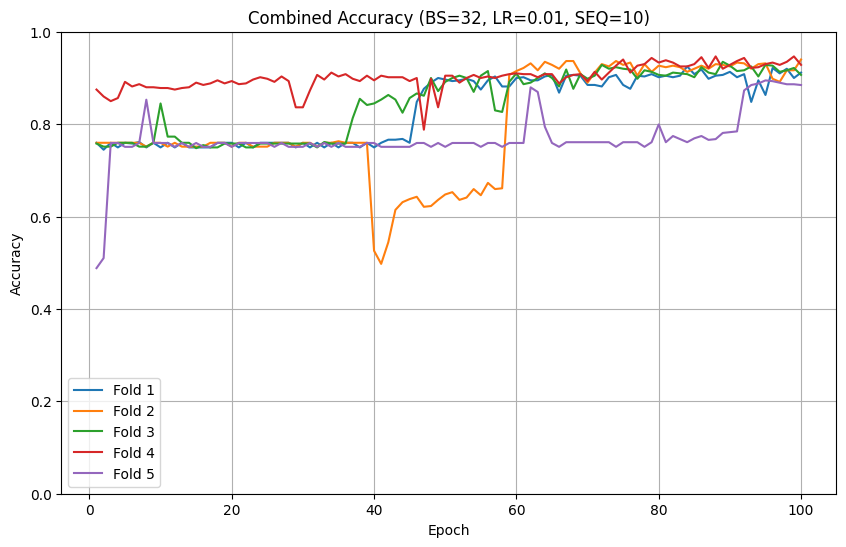 Combined Accuracy (BS=32, LR=0.01, SEQ=10)
1.0
0.8
0.6
0.4
0.2
0.0
Accuracy
Fold 1
Fold 2
Fold 3
Fold 4
Fold 5
0 20 40 60 80 100
Epoch